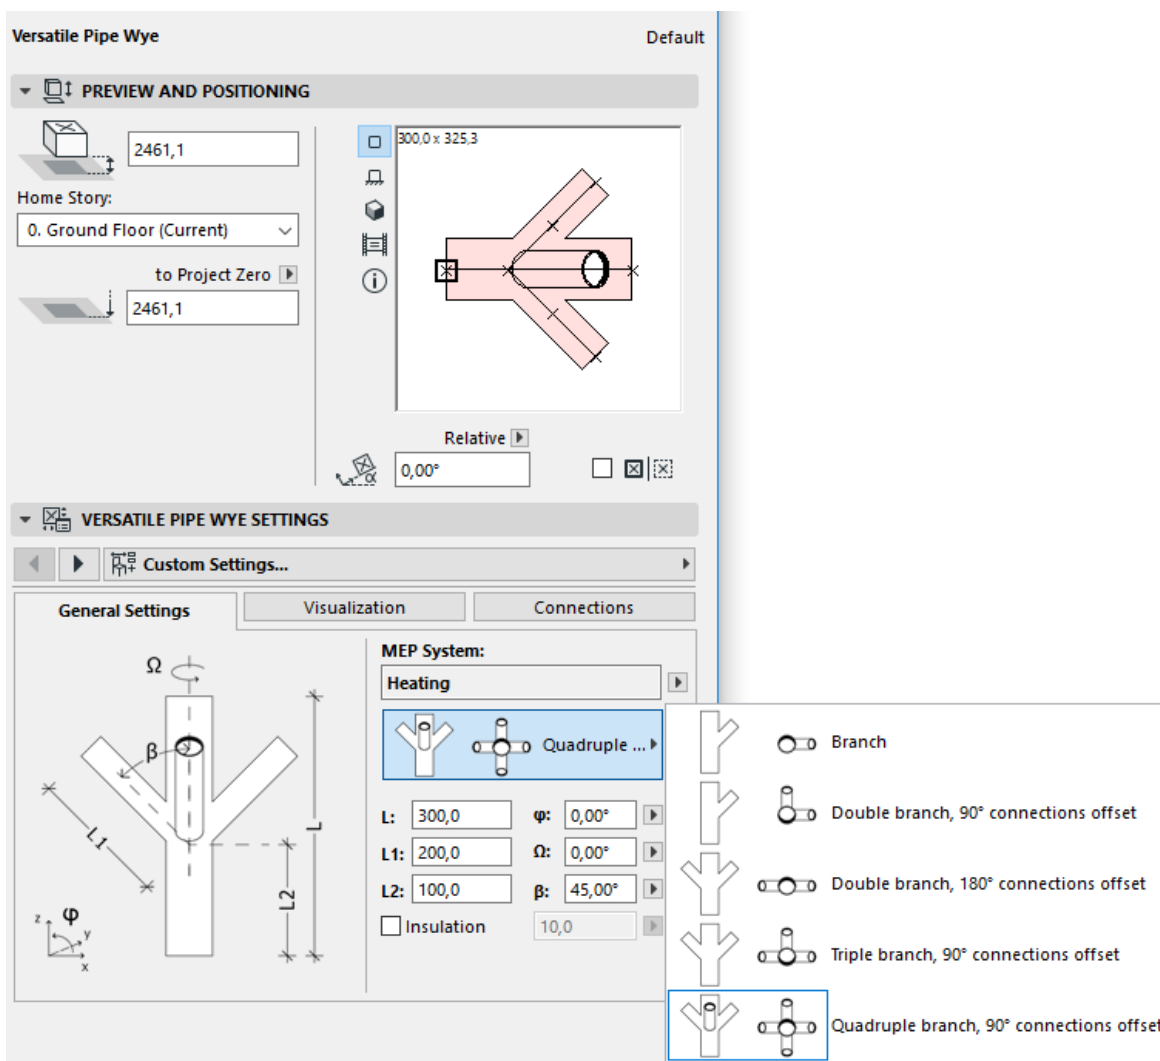 Versatile Pipe Wye Default
PREVIEW AND POSITIONING
2461,1
Home Story:
0. Ground Floor (Current)
to Project Zero
2461,1
300,0 x 325,3
Relative
α 0,00°
VERSATILE PIPE WYE SETTINGS
Custom Settings...
General Settings Visualization Connections
Ω
β
L1
L
L2
z φ y
x
MEP System:
Heating
Quadruple ...
L: 300,0 φ: 0,00°
L1: 200,0 Ω: 0,00°
L2: 100,0 β: 45,00°
Insulation 10,0
Branch
Double branch, 90° connections offset
Double branch, 180° connections offset
Triple branch, 90° connections offset
Quadruple branch, 90° connections offset